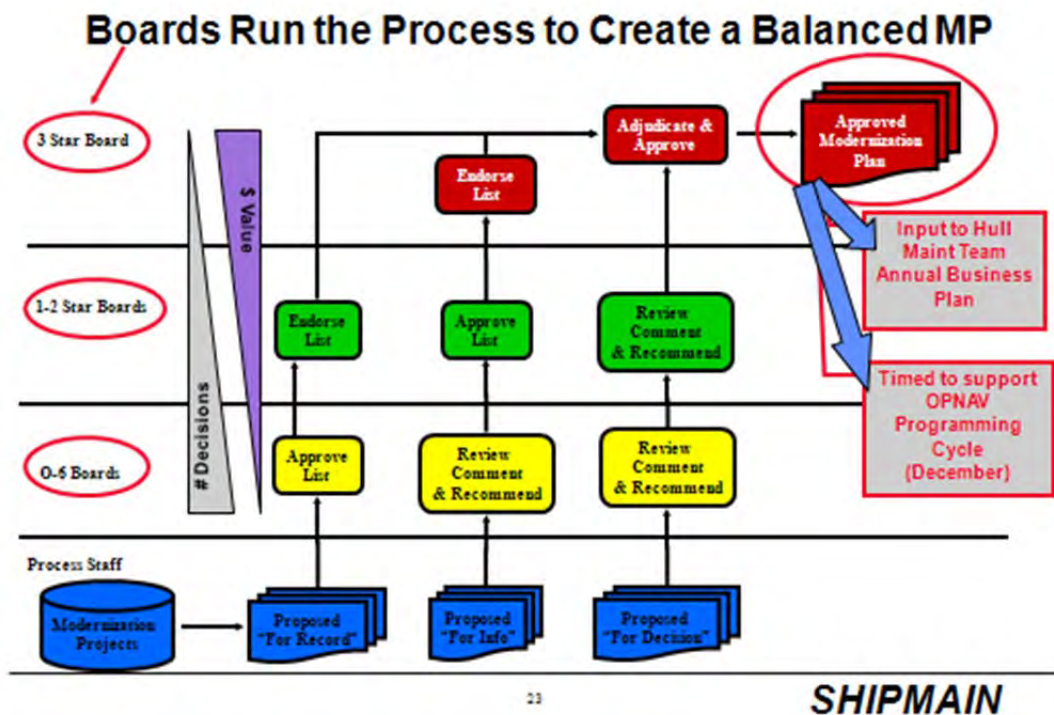 Boards Run the Process to Create a Balanced MP
3 Star Board
$ Value
Adjudicate &
Approve
Approved
Modernization
Plan
Endorse
List
Input to Hull
Maint Team
Annual Business
Plan
1-2 Star Boards
Endorse
List
Approve
List
Review
Comment
& Recommend
# Decisions
Timed to support
OPNAV
Programming
Cycle
(December)
O-6 Boards
Approve
List
Review
Comment
& Recommend
Review
Comment
& Recommend
Process Staff
Modernization
Projects
Proposed
"For Record"
Proposed
"For Info"
Proposed
"For Decision"
23
SHIPMAIN